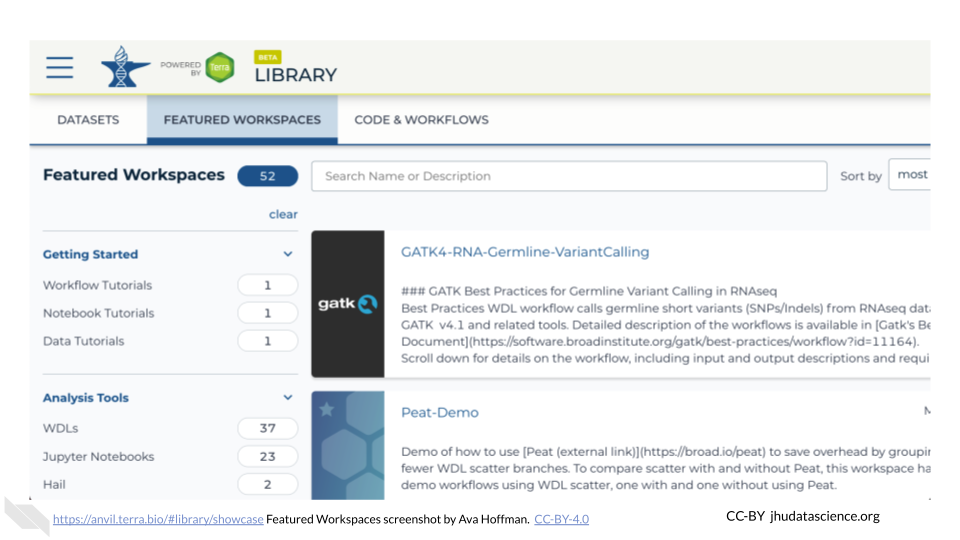 POWERED BY Terra
BETA
LIBRARY
DATASETS FEATURED WORKSPACES CODE & WORKFLOWS
Featured Workspaces 52
Search Name or Description
Sort by most
clear
Getting Started
Workflow Tutorials 1
Notebook Tutorials 1
Data Tutorials 1
Analysis Tools
WDLs 37
Jupyter Notebooks 23
Hail 2
gatk
GATK4-RNA-Germline-VariantCalling
### GATK Best Practices for Germline Variant Calling in RNAseq
Best Practices WDL workflow calls germline short variants (SNPs/Indels) from RNAseq dat
GATK v4.1 and related tools. Detailed description of the workflows is available in [Gatk's Be
Document](https://software.broadinstitute.org/gatk/best-practices/workflow?id=11164).
Scroll down for details on the workflow, including input and output descriptions and requi
Peat-Demo
M
Demo of how to use [Peat (external link)](https://broad.io/peat) to save overhead by groupin
fewer WDL scatter branches. To compare scatter with and without Peat, this workspace ha
demo workflows using WDL scatter, one with and one without using Peat.
https://anvil.terra.bio/#library/showcase Featured Workspaces screenshot by Ava Hoffman. CC-BY-4.0
CC-BY jhudatascience.org